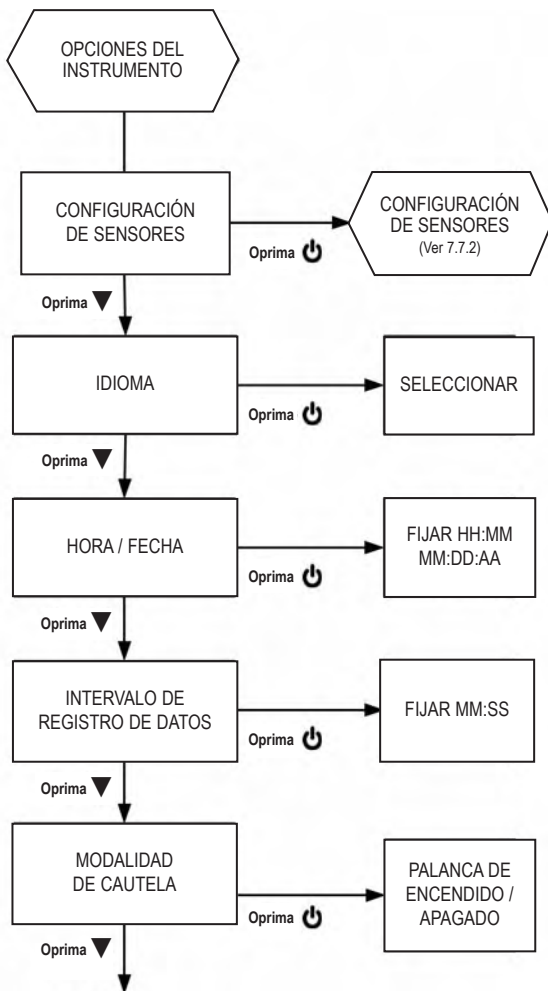 OPCIONES DEL
INSTRUMENTO
CONFIGURACIÓN
DE SENSORES
Oprima
CONFIGURACIÓN
DE SENSORES
(Ver 7.7.2)
Oprima
IDIOMA
Oprima
SELECCIONAR
Oprima
HORA / FECHA
Oprima
FIJAR HH:MM
MM:DD:AA
Oprima
INTERVALO DE
REGISTRO DE DATOS
Oprima
FIJAR MM:SS
Oprima
MODALIDAD
DE CAUTELA
Oprima
PALANCA DE
ENCENDIDO /
APAGADO
Oprima